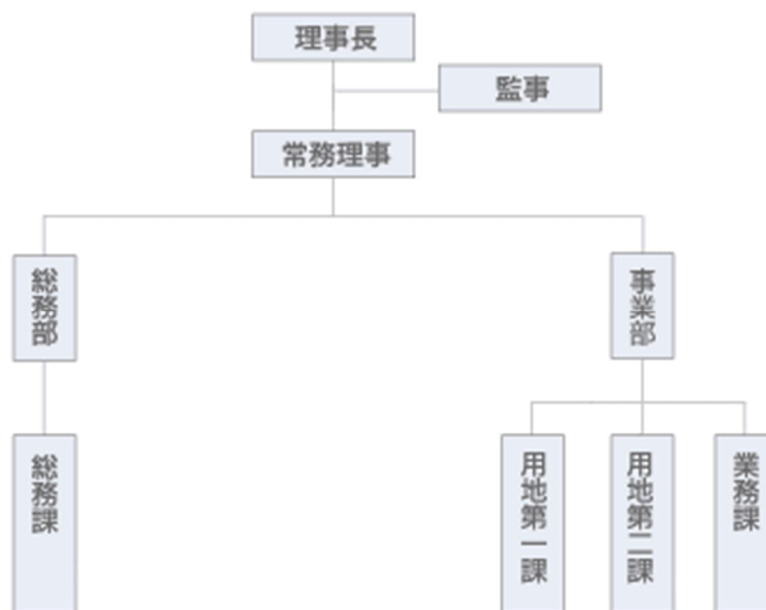 理事長
監事
常務理事
総務部
事業部
総務課
用地第一課
用地第二課
業務課